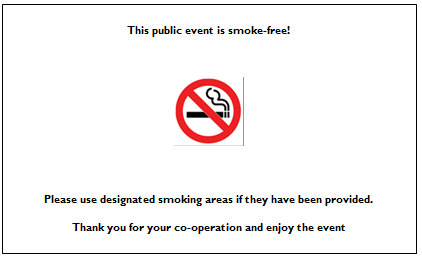 This public event is smoke-free!
Please use designated smoking areas if they have been provided.
Thank you for your co-operation and enjoy the event